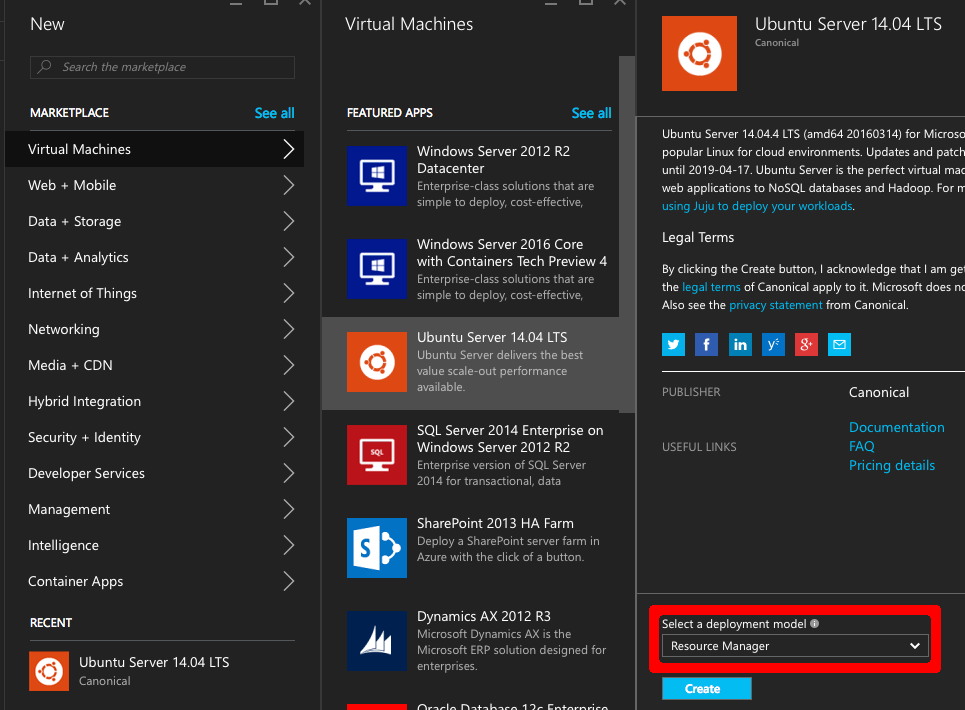 New
Search the marketplace
MARKETPLACE
See all
Virtual Machines
Web + Mobile
Data + Storage
Data + Analytics
Internet of Things
Networking
Media + CDN
Hybrid Integration
Security + Identity
Developer Services
Management
Intelligence
Container Apps
RECENT
Ubuntu Server 14.04 LTS
Canonical
Virtual Machines
FEATURED APPS
See all
Windows Server 2012 R2
Datacenter
Enterprise-class solutions that are
simple to deploy, cost-effective,
Windows Server 2016 Core
with Containers Tech Preview 4
Enterprise-class solutions that are
simple to deploy, cost-effective,
Ubuntu Server 14.04 LTS
Ubuntu Server delivers the best
value scale-out performance
available.
SQL
SQL Server 2014 Enterprise on
Windows Server 2012 R2
Enterprise version of SQL Server
2014 for transactional, data
S
SharePoint 2013 HA Farm
Deploy a SharePoint server farm in
Azure with the click of a button.
Dynamics AX 2012 R3
Microsoft Dynamics AX is the
Microsoft ERP solution designed for
enterprises.
Oracle Database 12c Enterprise
Ubuntu Server 14.04 LTS
Canonical
Ubuntu Server 14.04.4 LTS (amd64 20160314) for Microso
popular Linux for cloud environments. Updates and patch
until 2019-04-17. Ubuntu Server is the perfect virtual mac
web applications to NoSQL databases and Hadoop. For m
using Juju to deploy your workloads.
Legal Terms
By clicking the Create button, I acknowledge that I am get
the legal terms of Canonical apply to it. Microsoft does no
Also see the privacy statement from Canonical.
PUBLISHER
Canonical
USEFUL LINKS
Documentation
FAQ
Pricing details
Select a deployment model
Resource Manager
Create